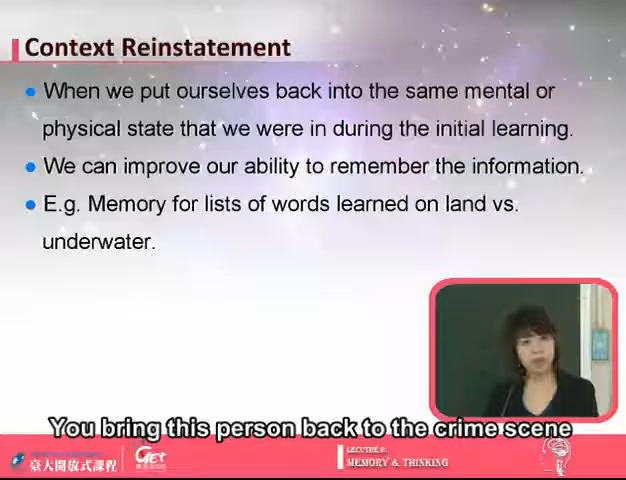 Context Reinstatement
When we put ourselves back into the same mental or
physical state that we were in during the initial learning.
We can improve our ability to remember the information.
E.g. Memory for lists of words learned on land vs.
underwater.
You bring this person back to the crime scene
臺大開放式課程
GET
LECUTRE 6:
MEMORY & THINKING